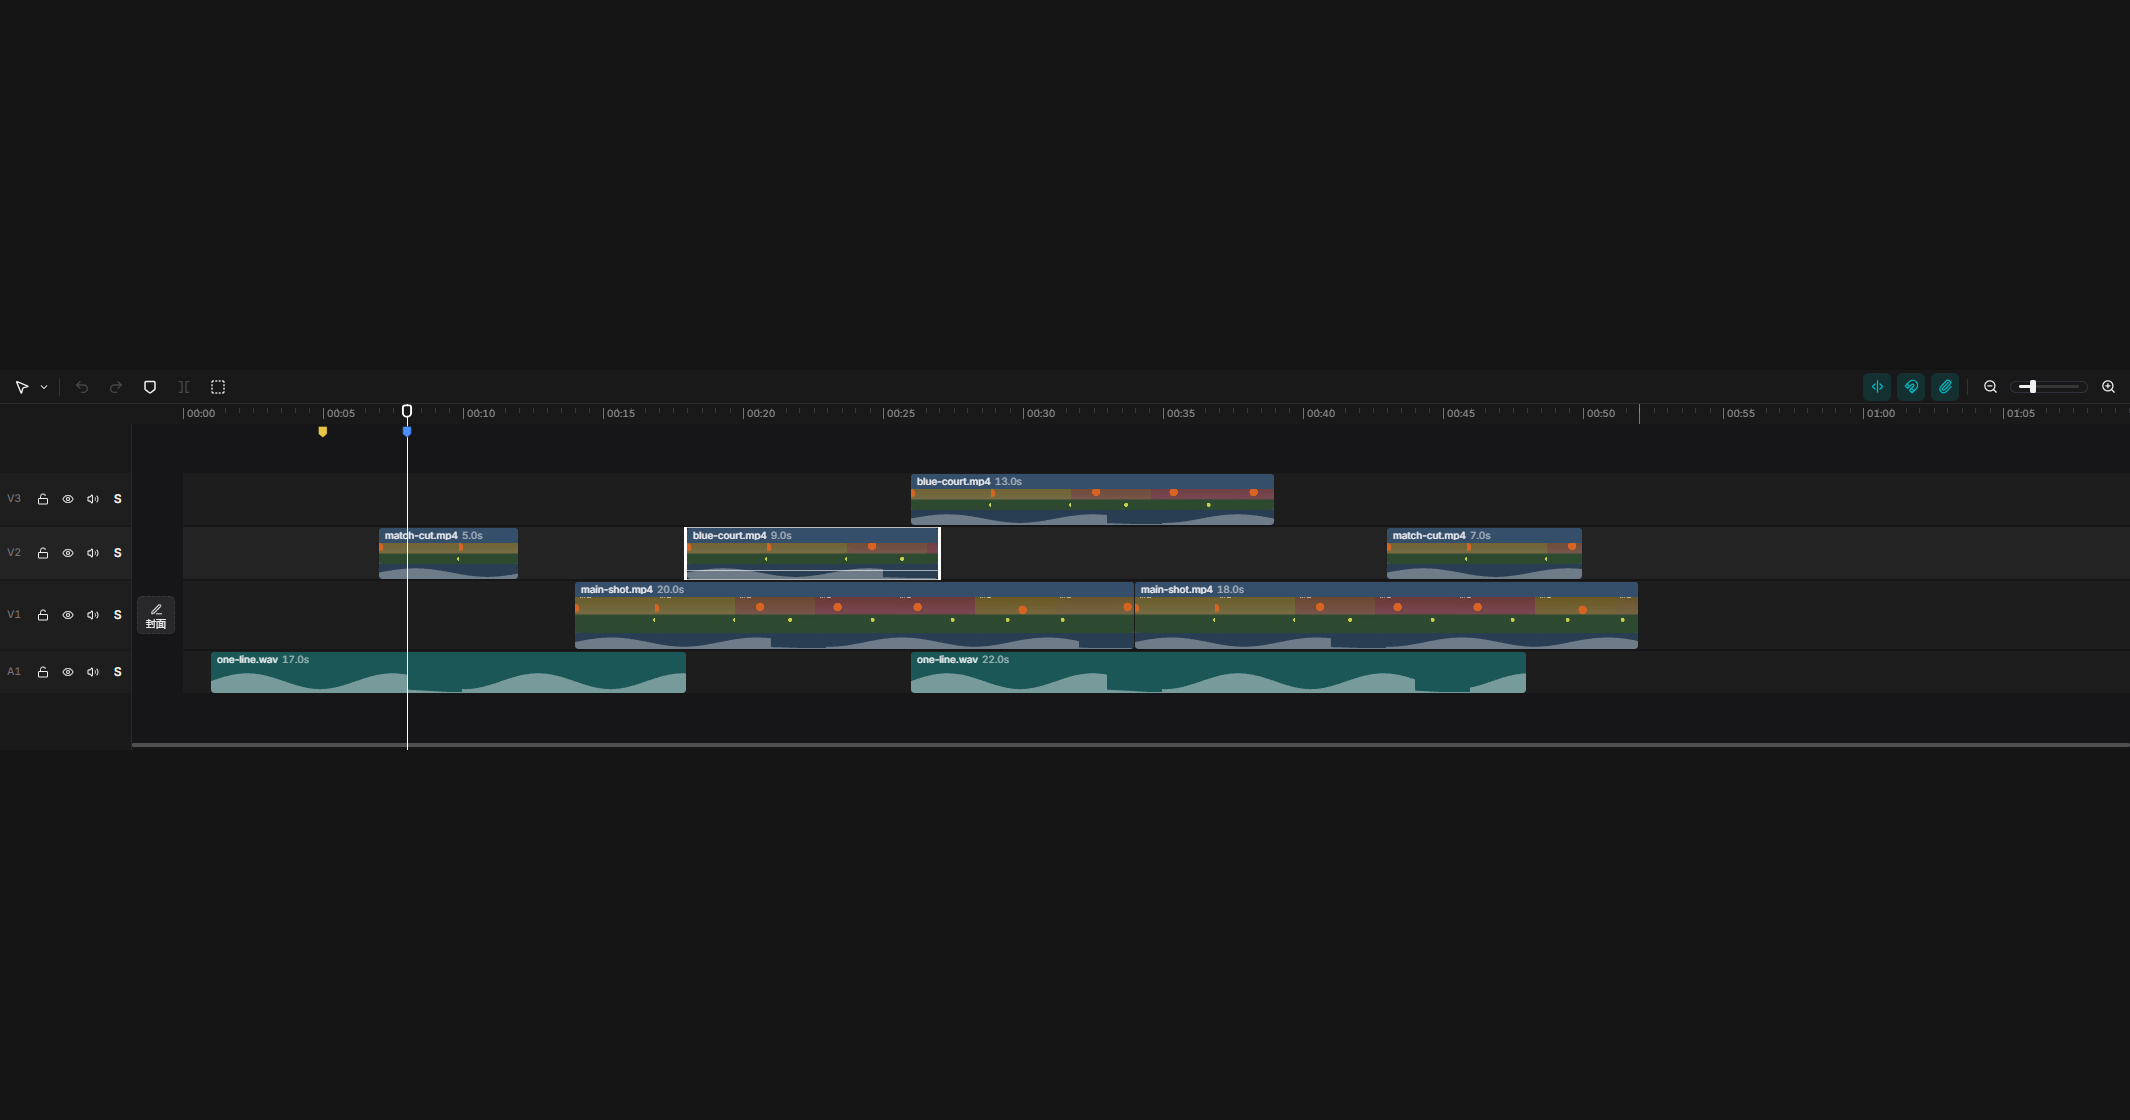 00:00 00:05 00:10 00:15 00:20 00:25 00:30 00:35 00:40 00:45 00:50 00:55 01:00 01:05
V3 S
blue-court.mp4 13.0s
V2 S
match-cut.mp4 5.0s
blue-court.mp4 9.0s
match-cut.mp4 7.0s
V1 S
封面
main-shot.mp4 20.0s
main-shot.mp4 18.0s
A1 S
one-line.wav 17.0s
one-line.wav 22.0s